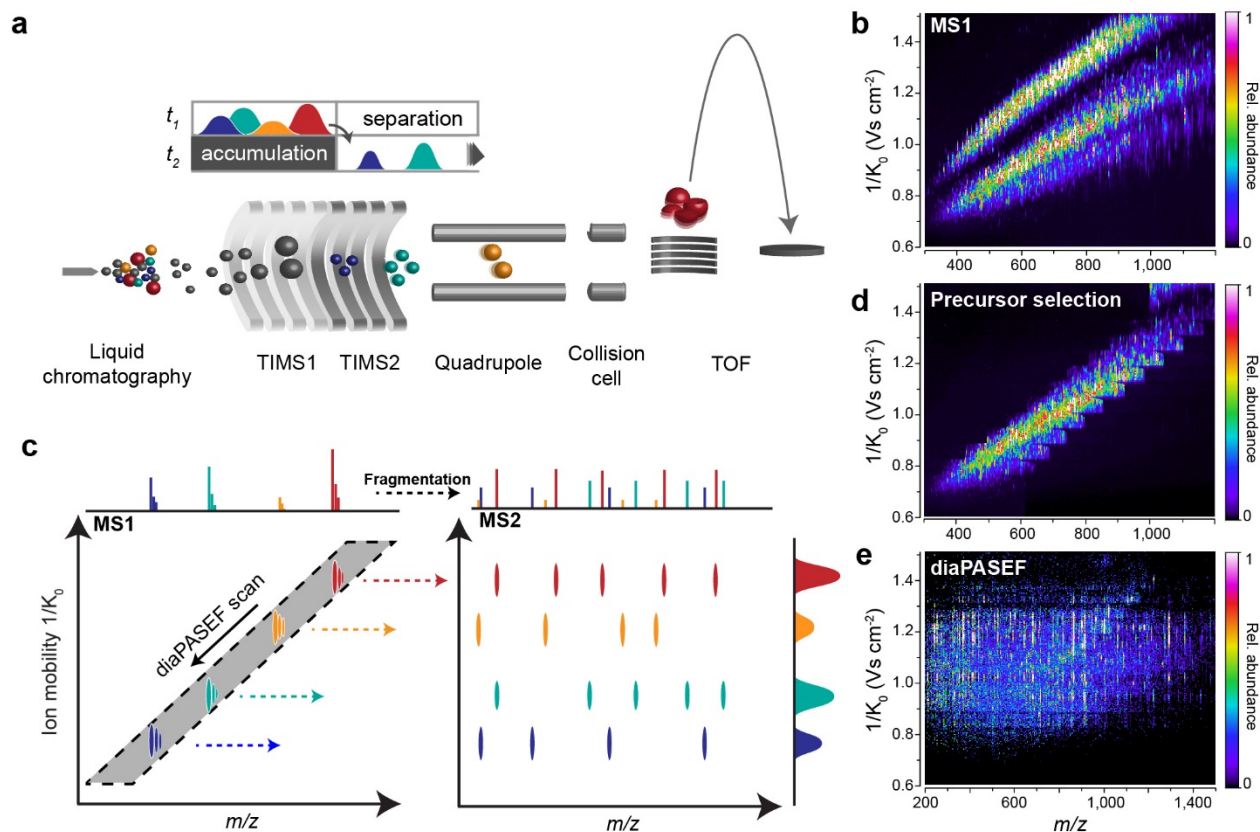 a
t1
separation
t2
accumulation
Liquid
chromatography
TIMS1
TIMS2
Quadrupole
Collision
cell
TOF
b
MS1
1/K0 (Vs cm-2)
1.4
1.2
1.0
0.8
0.6
400
600
800
1,000
1
Rel. abundance
0
c
Fragmentation
MS1
MS2
diaPASEF scan
Ion mobility 1/K0
m/z
m/z
d
Precursor selection
1/K0 (Vs cm-2)
1.4
1.2
1.0
0.8
0.6
400
600
800
1,000
1
Rel. abundance
0
e
diaPASEF
1/K0 (Vs cm-2)
1.4
1.2
1.0
0.8
0.6
200
600
1,000
1,400
m/z
1
Rel. abundance
0